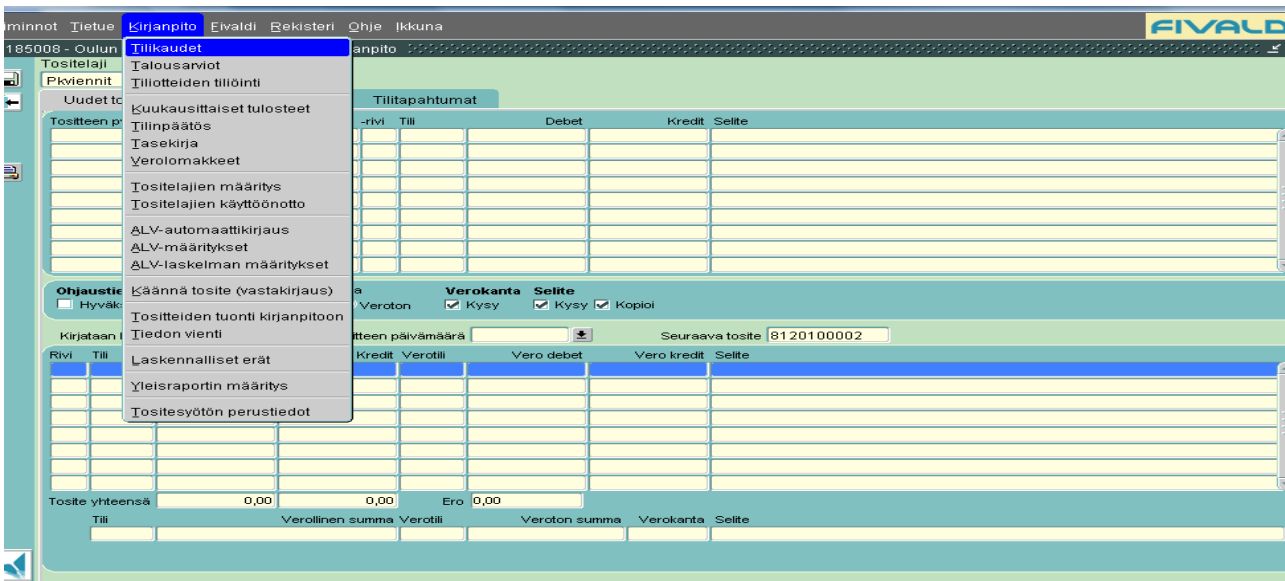 iminnot Tietue Kirjanpito Fivaldi Rekisteri Ohje Ikkuna
FIVALD
185008 - Oulun
anpito
Tilikaudet
Talousarviot
Tiliotteiden tiliöinti
Kuukausittaiset tulosteet
Tilinpäätös
Tasekirja
Verolomakkeet
Tositelajien määritys
Tositelajien käyttöönotto
ALV-automaattikirjaus
ALV-määritykset
ALV-laskelman määritykset
Käännä tosite (vastakirjaus)
Tositteiden tuonti kirjanpitoon
Tiedon vienti
Laskennalliset erät
Yleisraportin määritys
Tositesyötön perustiedot
Tositelaji
Pkviennit
Uudet to
Tilitapahtumat
Tositteen p
-rivi Tili Debet Kredit Selite
Ohjaustie
a Verokanta Selite
Hyväk
Veroton Kysy Kysy Kopioi
Kirjataan
itteen päivämäärä Seuraava tosite 8120100002
Rivi Tili
Kredit Verotili Vero debet Vero kredit Selite
Tosite yhteensä 0,00 0,00 Ero 0,00
Tili Verollinen summa Verotili Veroton summa Verokanta Selite